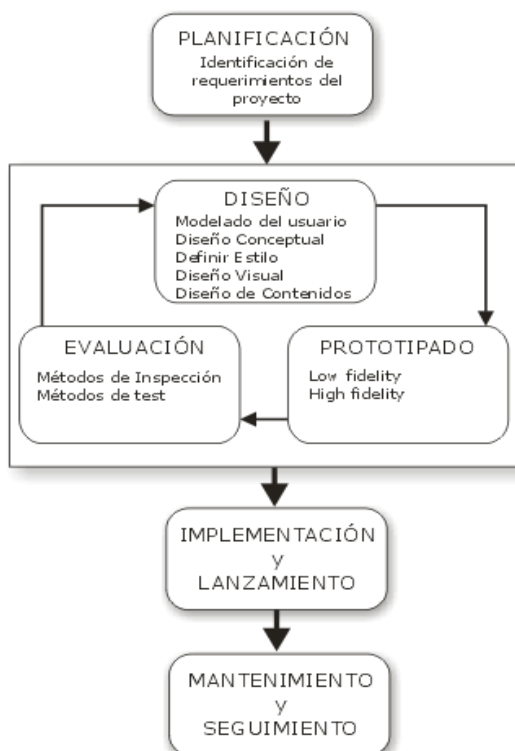 PLANIFICACIÓN
Identificación de
requerimientos del
proyecto
DISEÑO
Modelado del usuario
Diseño Conceptual
Definir Estilo
Diseño Visual
Diseño de Contenidos
EVALUACIÓN
Métodos de Inspección
Métodos de test
PROTOTIPADO
Low fidelity
High fidelity
IMPLEMENTACIÓN
y
LANZAMIENTO
MANTENIMIENTO
y
SEGUIMIENTO